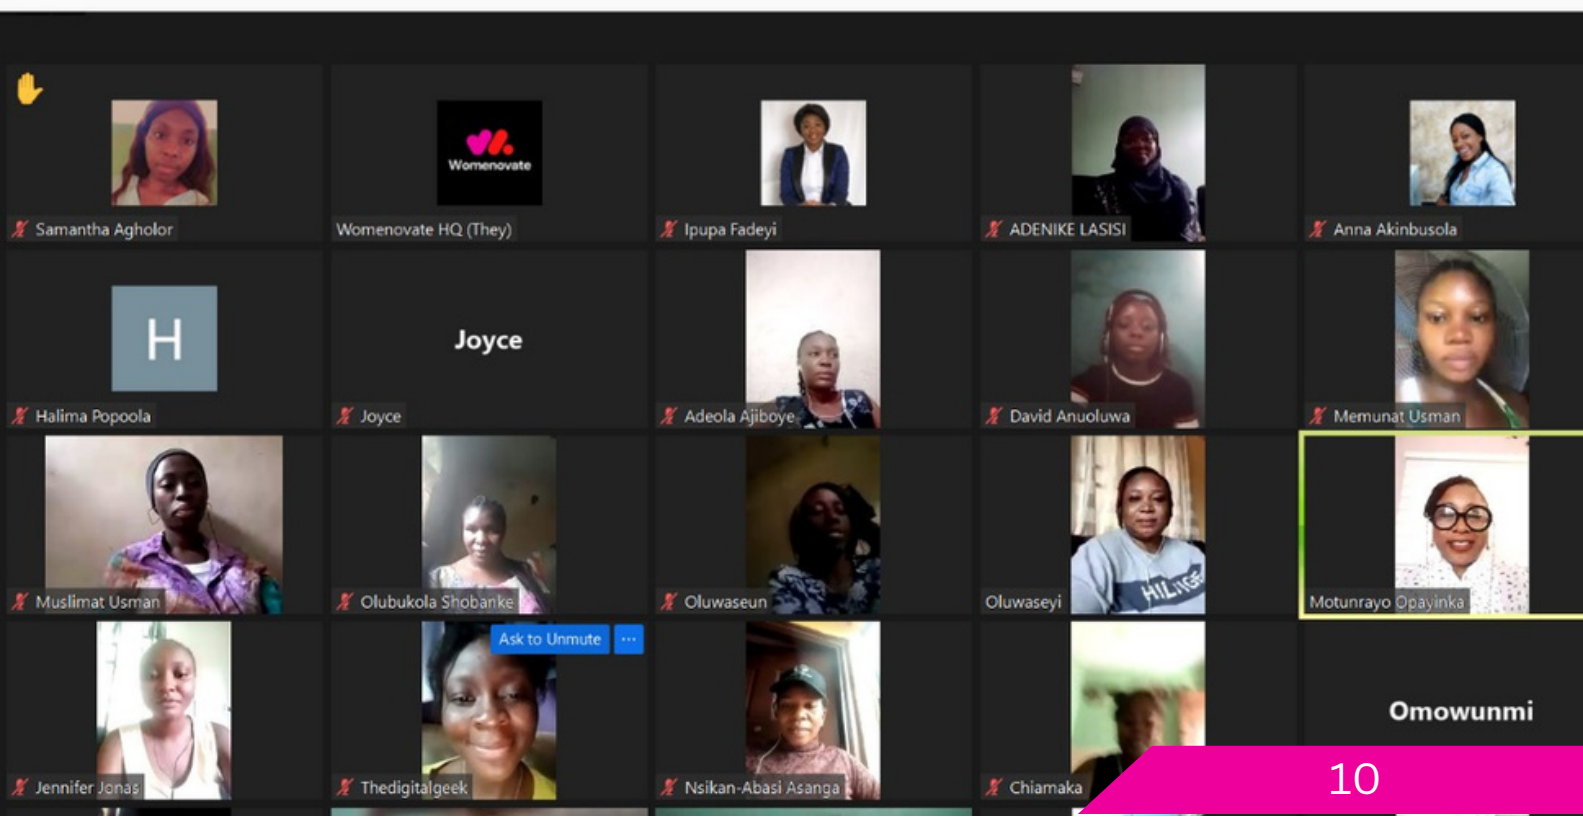 Samantha Agholor
Womenovate
Womenovate HQ (They)
Ipupa Fadeyi
ADENIKE LASISI
Anna Akinbusola
H
Halima Popoola
Joyce
Joyce
Adeola Ajiboye
David Anuoluwa
Memunat Usman
Muslimat Usman
Olubukola Shobanke
Oluwaseun
Oluwaseyi
Motunrayo Opayinka
Jennifer Jonas
Ask to Unmute ...
Thedigitalgeek
Nsikan-Abasi Asanga
Chiamaka
Omowunmi
10